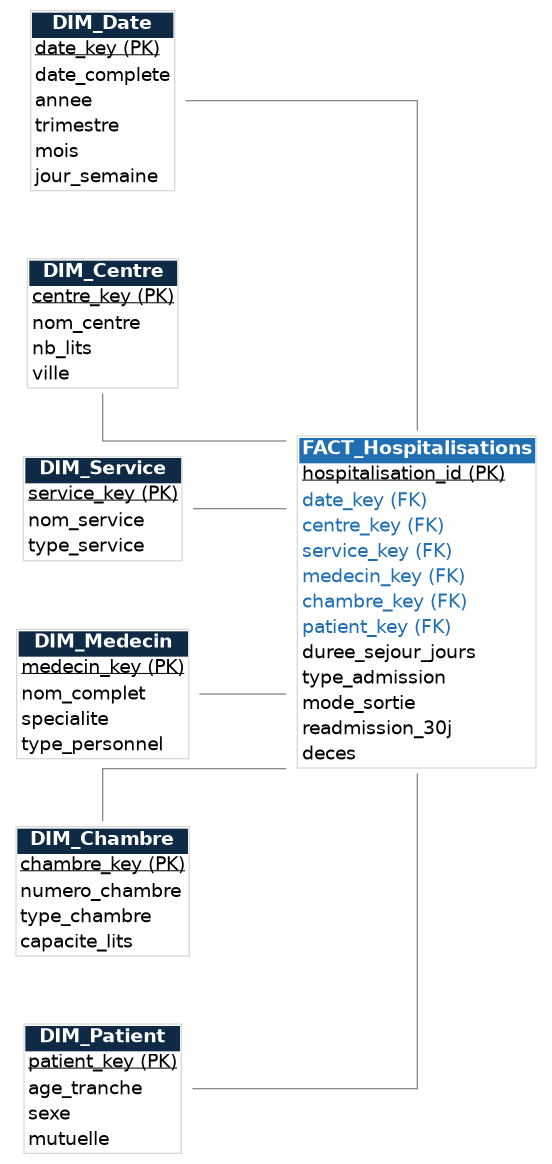 DIM_Date
date_key (PK)
date_complete
annee
trimestre
mois
jour_semaine
DIM_Centre
centre_key (PK)
nom_centre
nb_lits
ville
DIM_Service
service_key (PK)
nom_service
type_service
FACT_Hospitalisations
hospitalisation_id (PK)
date_key (FK)
centre_key (FK)
service_key (FK)
medecin_key (FK)
chambre_key (FK)
patient_key (FK)
duree_sejour_jours
type_admission
mode_sortie
readmission_30j
deces
DIM_Medecin
medecin_key (PK)
nom_complet
specialite
type_personnel
DIM_Chambre
chambre_key (PK)
numero_chambre
type_chambre
capacite_lits
DIM_Patient
patient_key (PK)
age_tranche
sexe
mutuelle